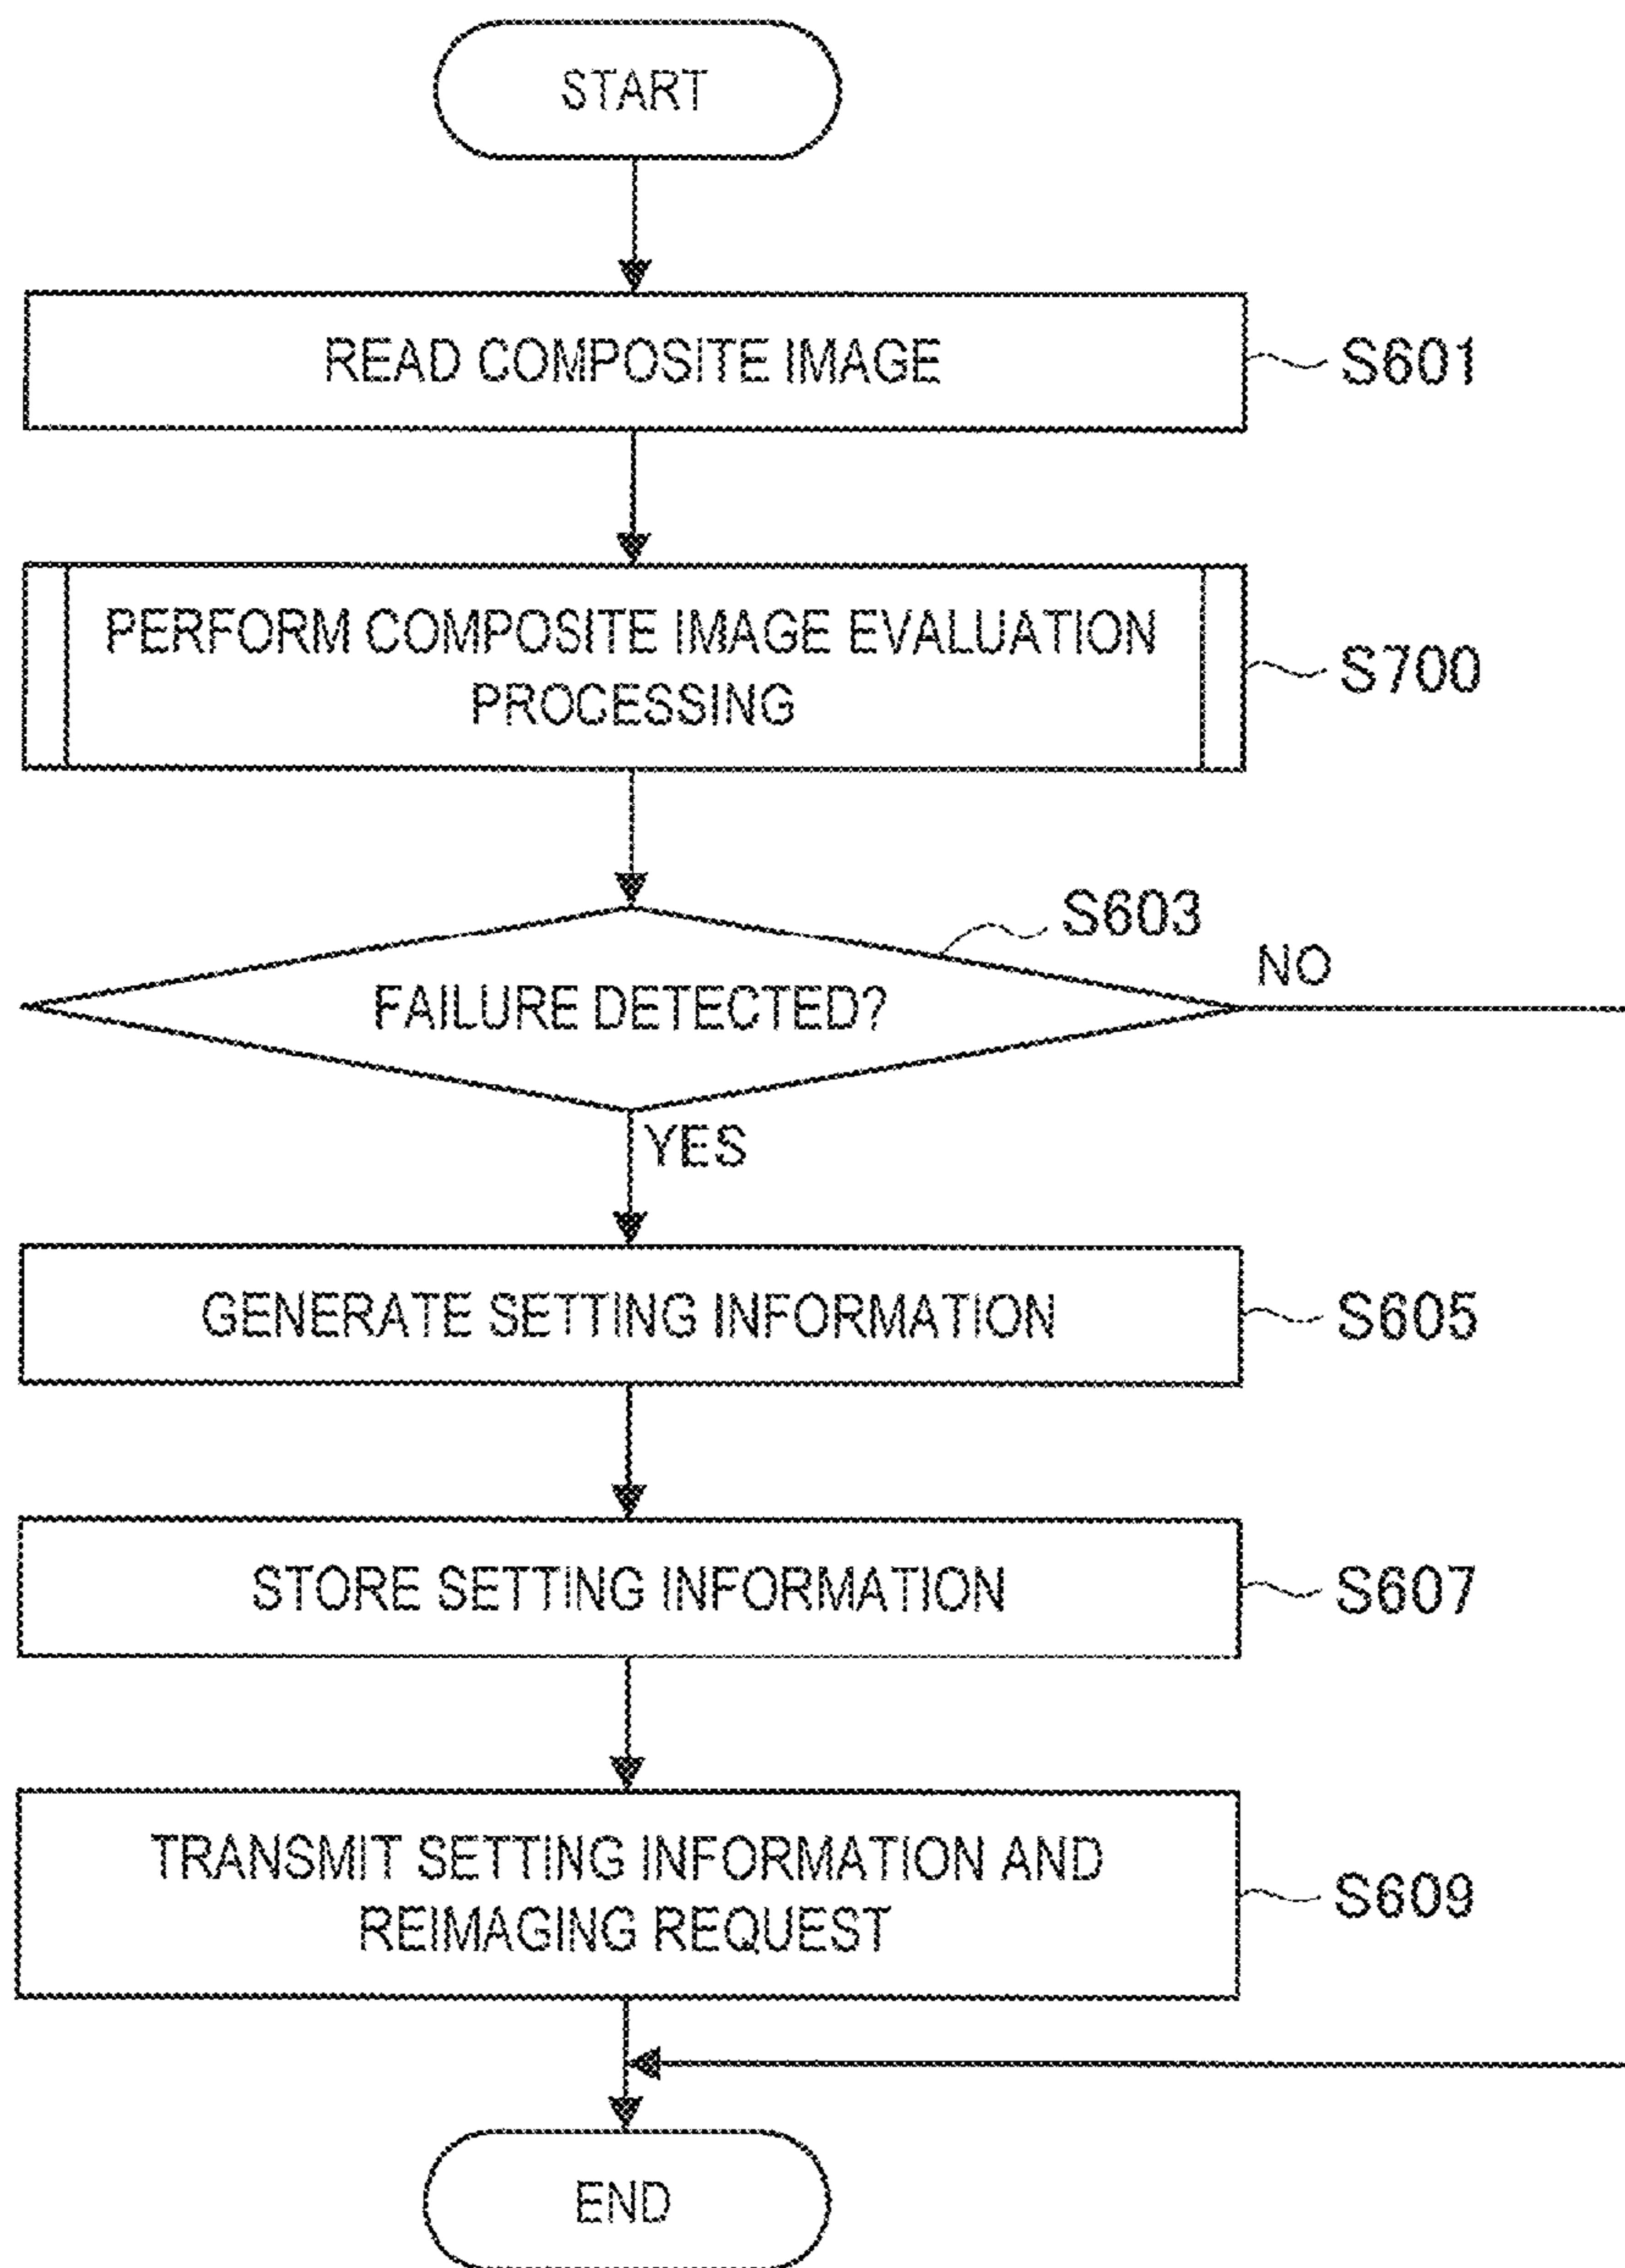 START
READ COMPOSITE IMAGE
S601
PERFORM COMPOSITE IMAGE EVALUATION
PROCESSING
S700
S603
FAILURE DETECTED?
NO
YES
GENERATE SETTING INFORMATION
S605
STORE SETTING INFORMATION
S607
TRANSMIT SETTING INFORMATION AND
REIMAGING REQUEST
S609
END